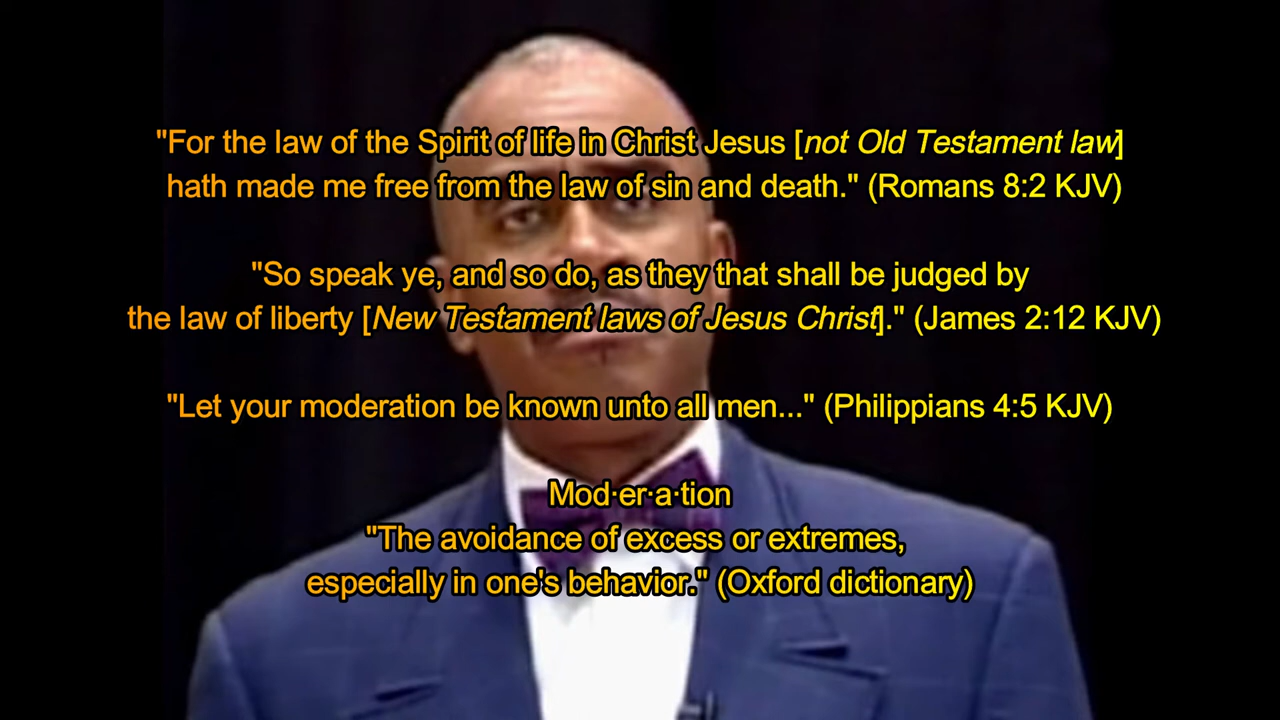 "For the law of the Spirit of life in Christ Jesus [not Old Testament law]
hath made me free from the law of sin and death." (Romans 8:2 KJV)
"So speak ye, and so do, as they that shall be judged by
the law of liberty [New Testament laws of Jesus Christ]." (James 2:12 KJV)
"Let your moderation be known unto all men..." (Philippians 4:5 KJV)
Mod·er·a·tion
"The avoidance of excess or extremes,
especially in one's behavior." (Oxford dictionary)